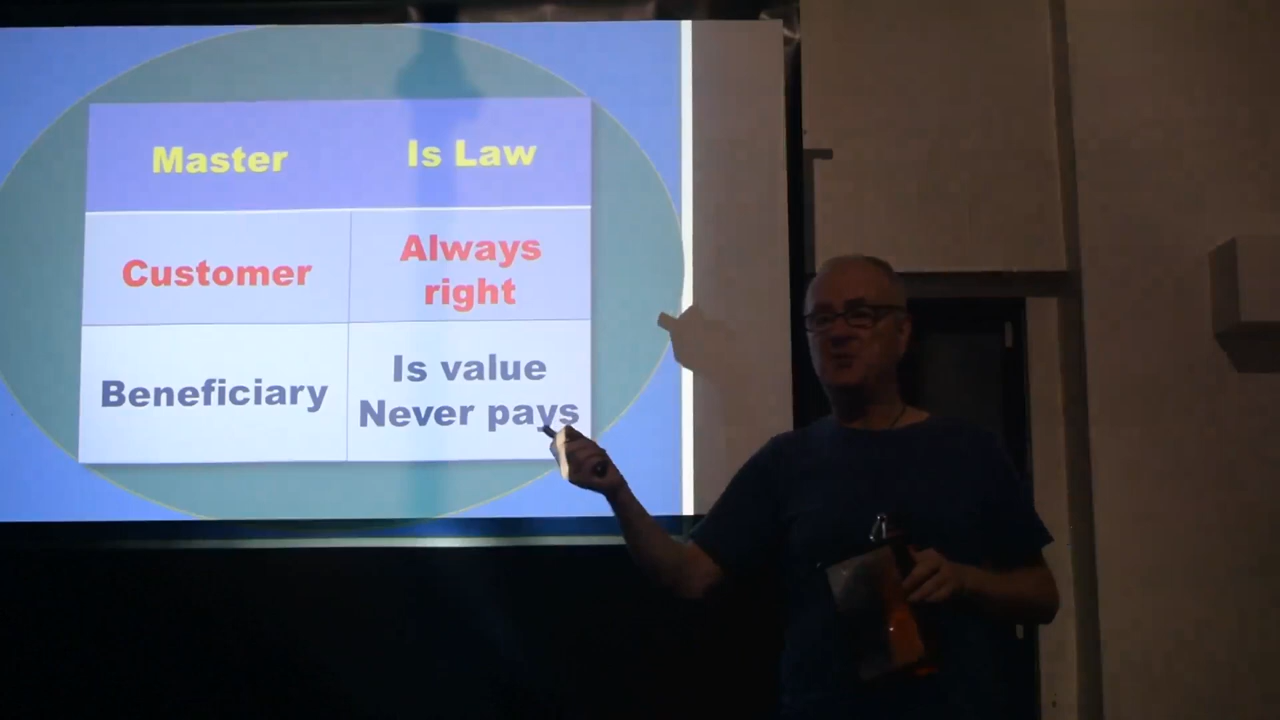 Master
Is Law
Customer
Always
right
Beneficiary
Is value
Never pays